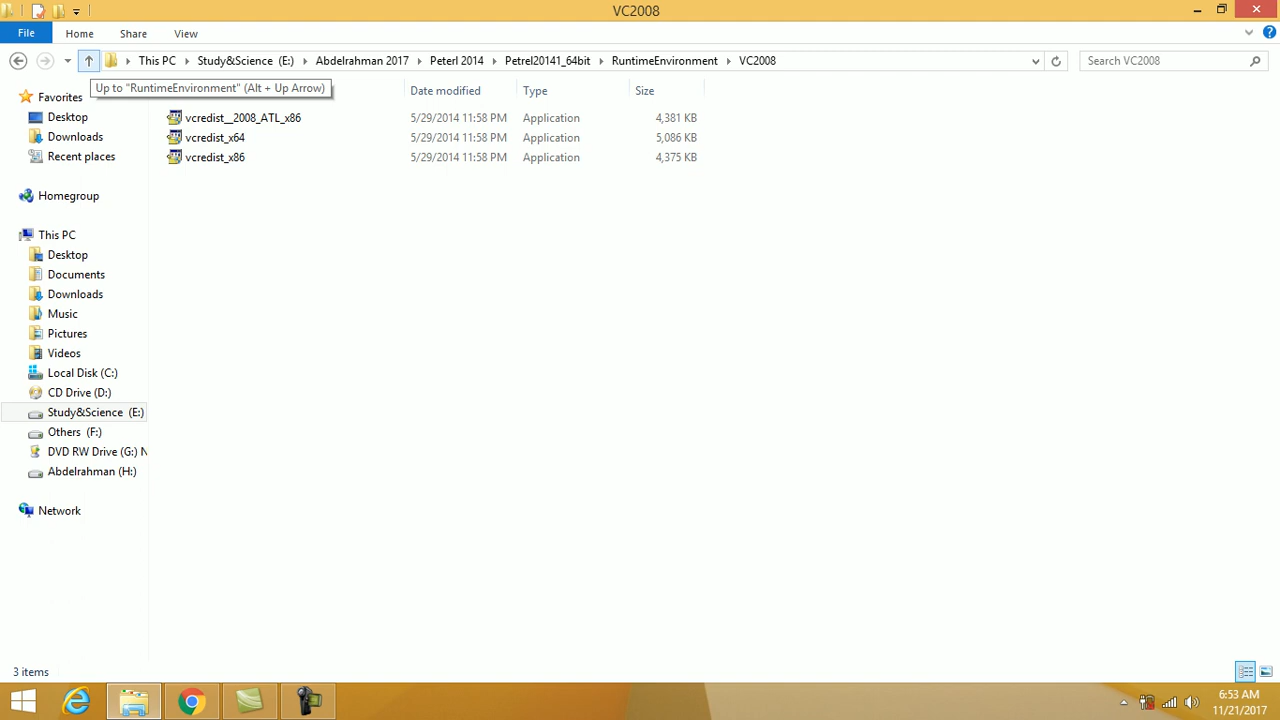 VC2008
File Home Share View
This PC Study&Science (E:) Abdelrahman 2017 Peterl 2014 Petrel20141_64bit RuntimeEnvironment VC2008
Search VC2008
Up to "RuntimeEnvironment" (Alt + Up Arrow)
Date modified Type Size
vcredist__2008_ATL_x86 5/29/2014 11:58 PM Application 4,381 KB
vcredist_x64 5/29/2014 11:58 PM Application 5,086 KB
vcredist_x86 5/29/2014 11:58 PM Application 4,375 KB
Favorites
Desktop
Downloads
Recent places
Homegroup
This PC
Desktop
Documents
Downloads
Music
Pictures
Videos
Local Disk (C:)
CD Drive (D:)
Study&Science (E:)
Others (F:)
DVD RW Drive (G:) N
Abdelrahman (H:)
Network
3 items
6:53 AM
11/21/2017